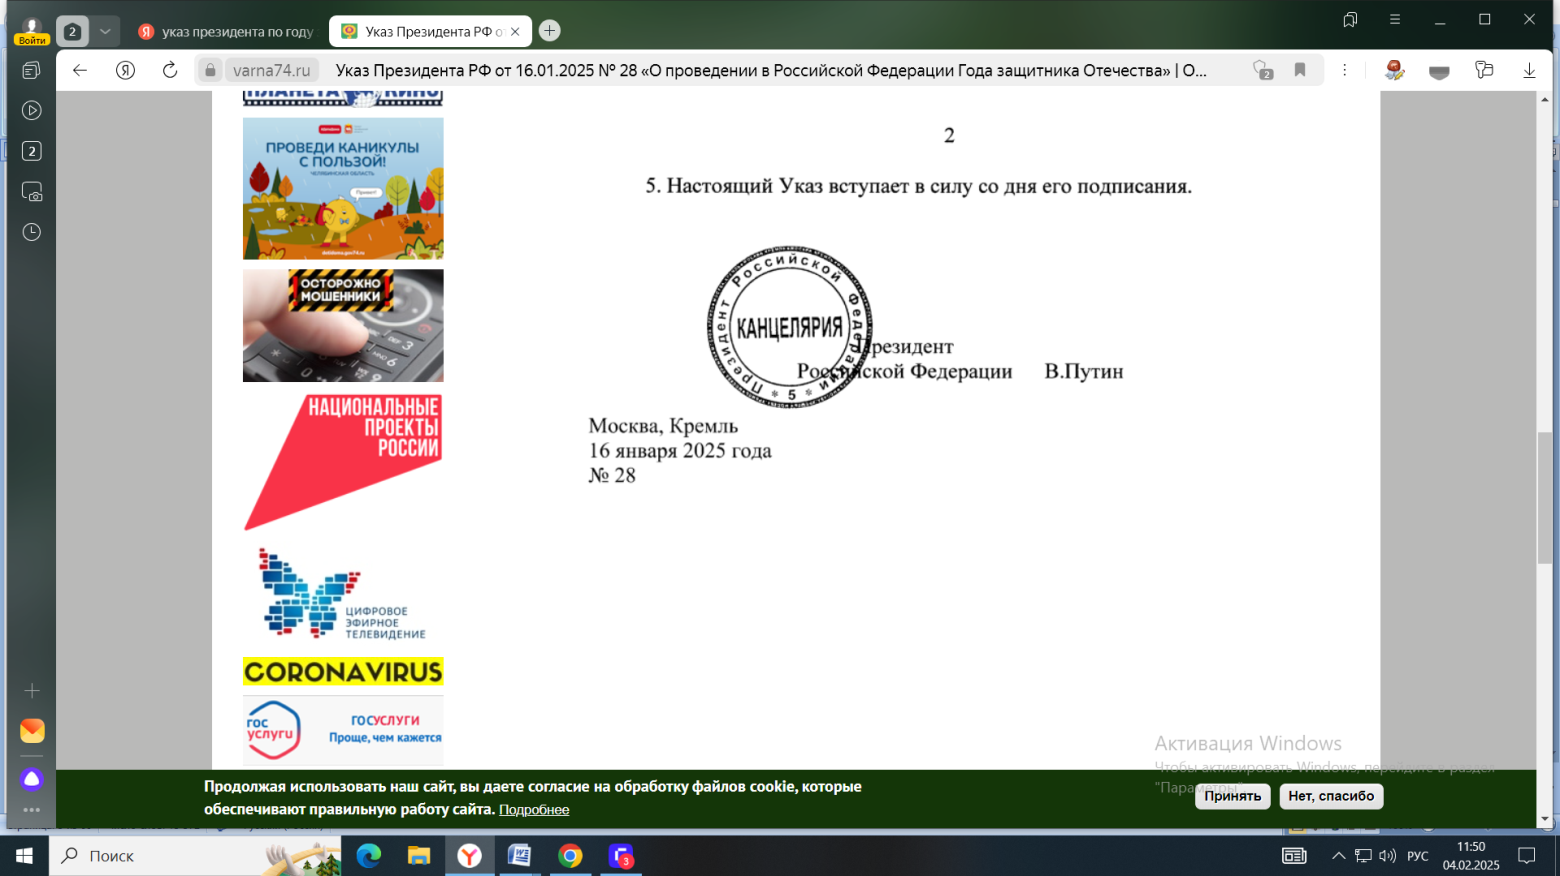 Войти
2
указ президента по году
Указ Президента РФ о
varna74.ru
Указ Президента РФ от 16.01.2025 № 28 «О проведении в Российской Федерации Года защитника Отечества» | О...
2
2
ПЛАНЕТА КИНО
ПРОВЕДИ КАНИКУЛЫ
С ПОЛЬЗОЙ!
ЧЕЛЯБИНСКАЯ ОБЛАСТЬ
Привет!
ОСТОРОЖНО
МОШЕННИКИ
НАЦИОНАЛЬНЫЕ
ПРОЕКТЫ
РОССИИ
ЦИФРОВОЕ
ЭФИРНОЕ
ТЕЛЕВИДЕНИЕ
CORONAVIRUS
гос
услуги
ГОСУСЛУГИ
Проще, чем кажется
2
5. Настоящий Указ вступает в силу со дня его подписания.
Президент Российской Федерации
КАНЦЕЛЯРИЯ
* 5 *
Президент
Российской Федерации В.Путин
Москва, Кремль
16 января 2025 года
№ 28
Активация Windows
Чтобы активировать Windows, перейдите в раздел
"Параметры".
Продолжая использовать наш сайт, вы даете согласие на обработку файлов cookie, которые
обеспечивают правильную работу сайта. Подробнее
Принять
Нет, спасибо
Поиск
3
РУС
11:50
04.02.2025